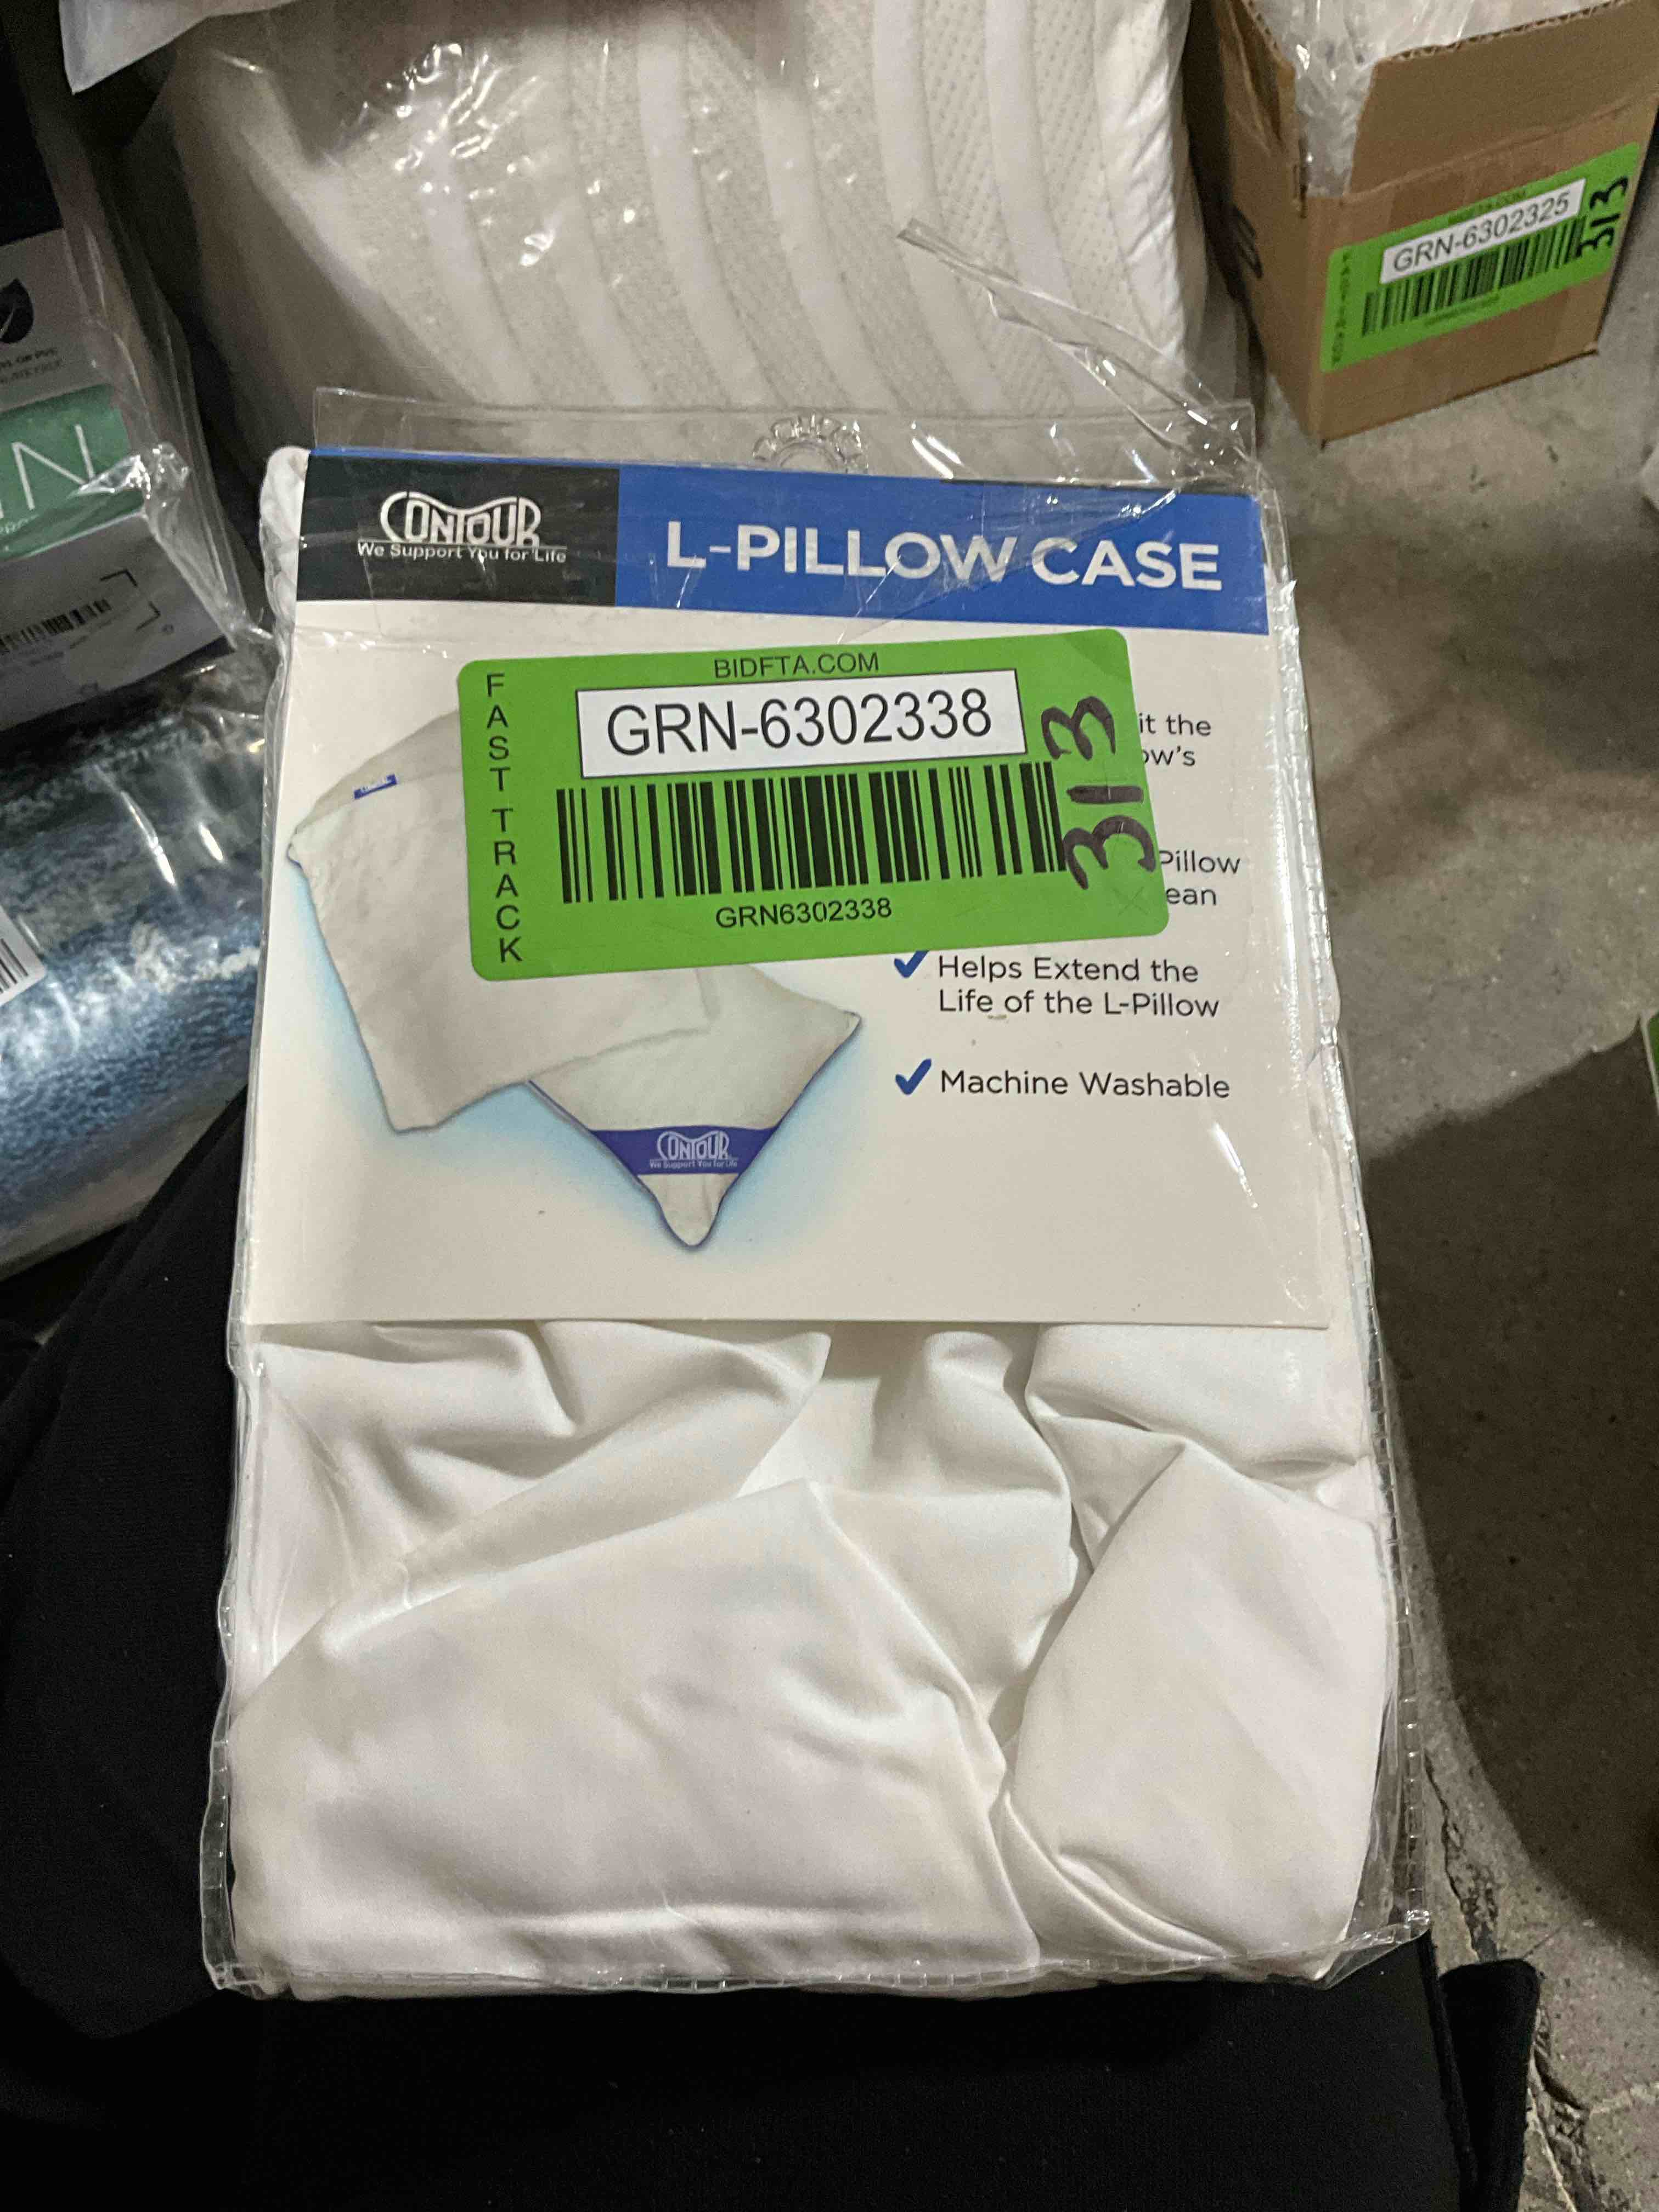 GRN-6302325
313
CONTOUR
We Support You for Life
L-PILLOW CASE
BIDFTA.COM
FAST TRACK
GRN-6302338
313
GRN6302338
it the
ow's
Pillow
ean
✓ Helps Extend the
Life of the L-Pillow
✓ Machine Washable
CONTOUR
We Support You for Life